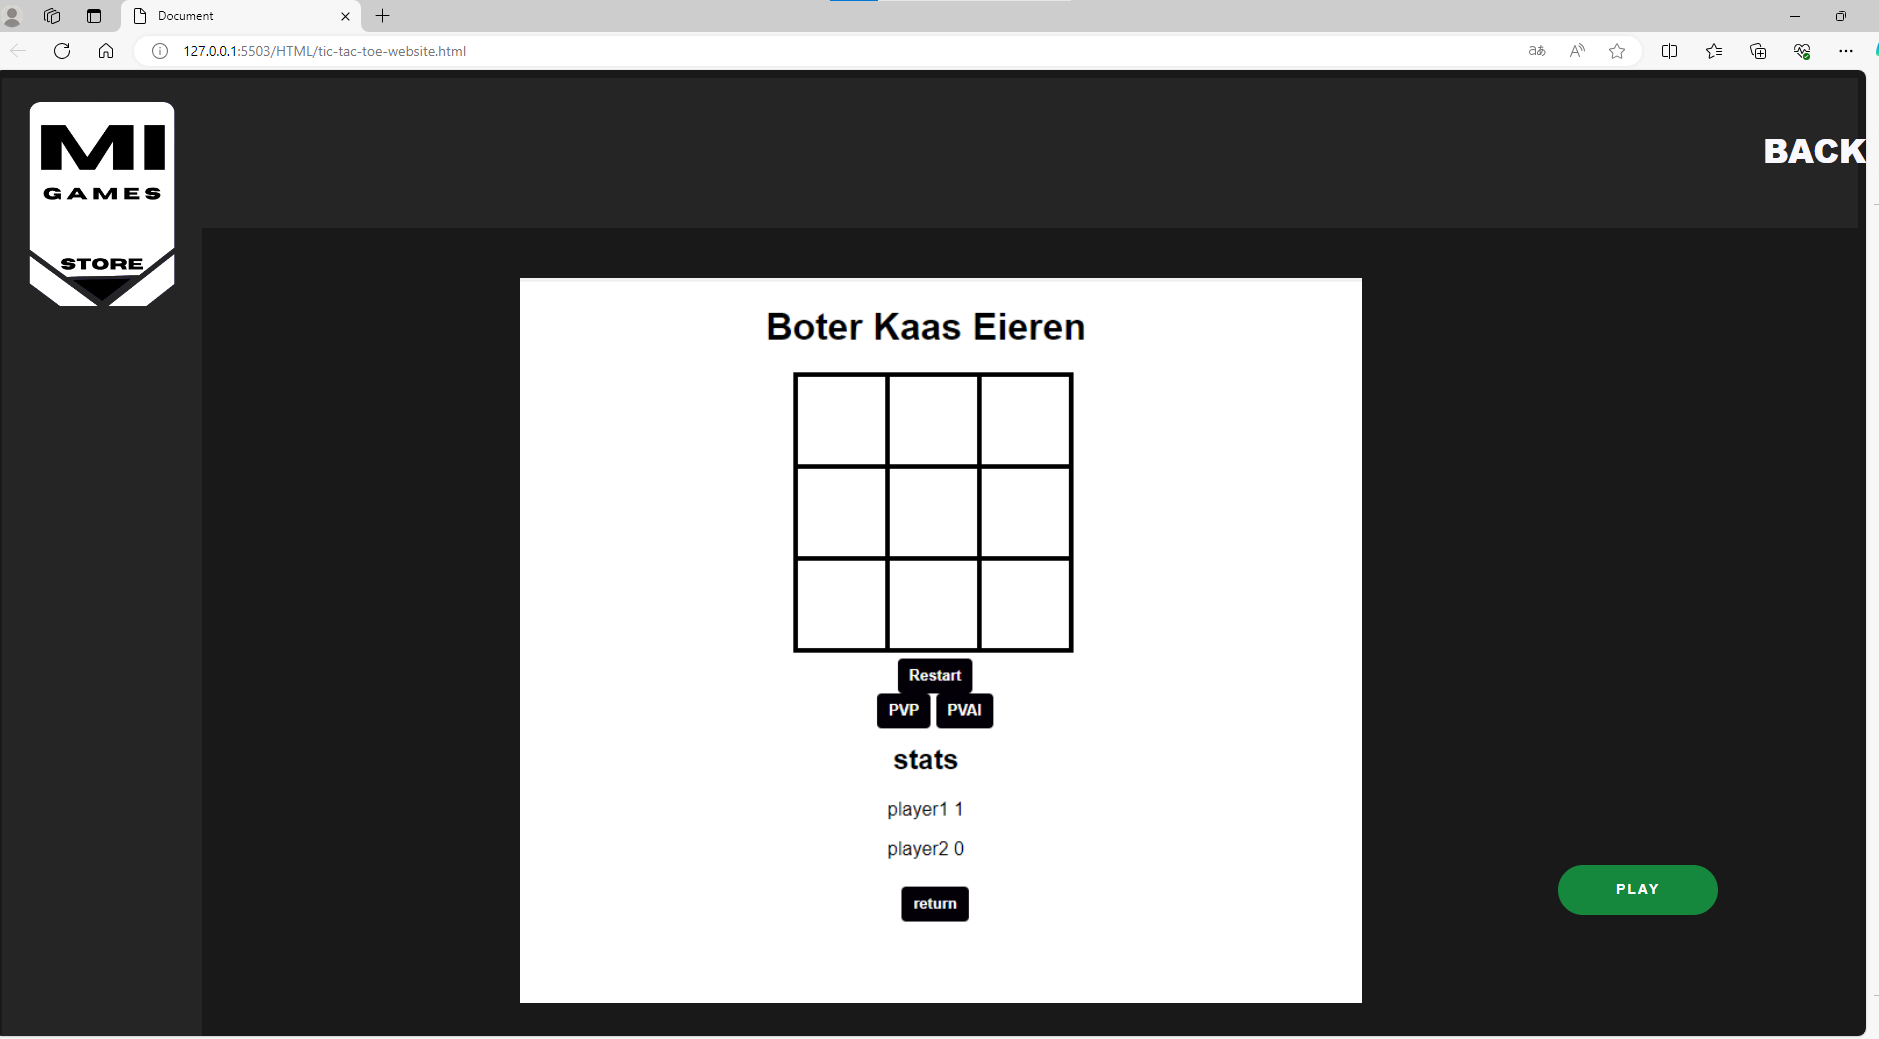 Document
127.0.0.1:5503/HTML/tic-tac-toe-website.html
MI
GAMES
STORE
BACK
Boter Kaas Eieren
Restart
PVP PVAI
stats
player1 1
player2 0
return
PLAY